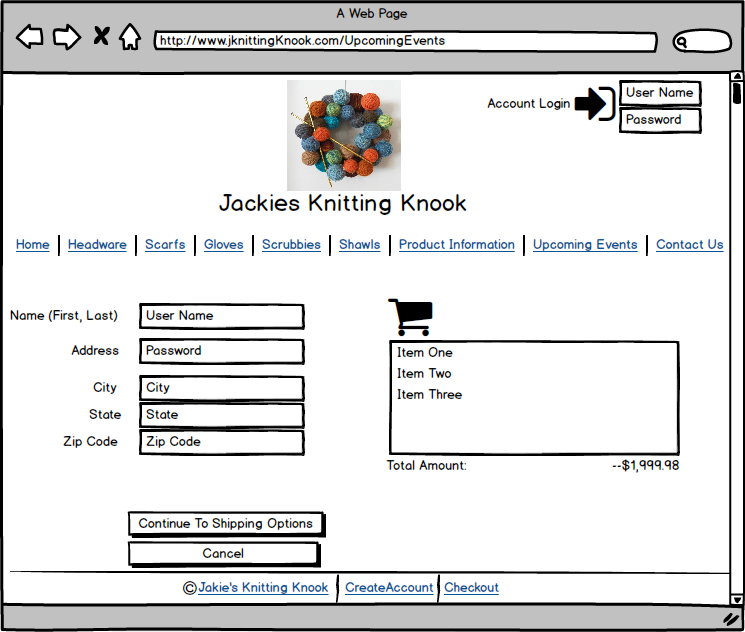 A Web Page
http://www.jknittingKnook.com/UpcomingEvents
Account Login
User Name
Password
Jackies Knitting Knook
Home | Headware | Scarfs | Gloves | Scrubbies | Shawls | Product Information | Upcoming Events | Contact Us
Name (First, Last) User Name
Address Password
City City
State State
Zip Code Zip Code
Item One
Item Two
Item Three
Total Amount: --$1,999.98
Continue To Shipping Options
Cancel
©Jakie's Knitting Knook | CreateAccount | Checkout